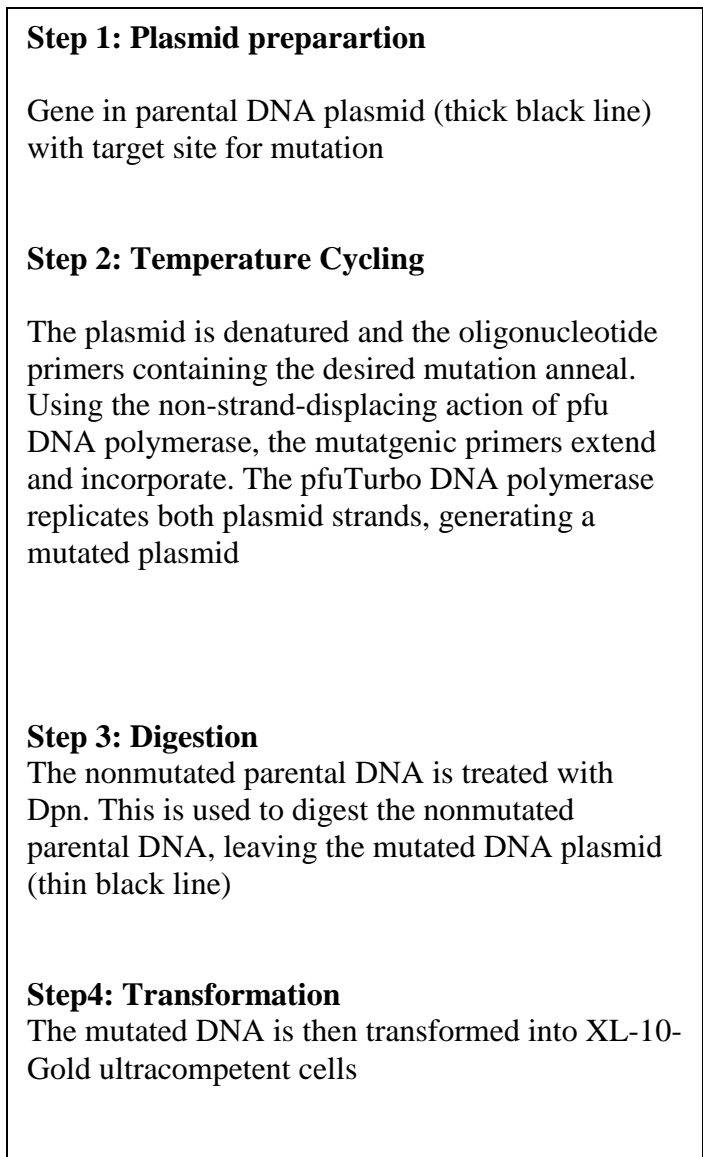 Step 1: Plasmid preparartion
Gene in parental DNA plasmid (thick black line)
with target site for mutation
Step 2: Temperature Cycling
The plasmid is denatured and the oligonucleotide
primers containing the desired mutation anneal.
Using the non-strand-displacing action of pfu
DNA polymerase, the mutatgenic primers extend
and incorporate. The pfuTurbo DNA polymerase
replicates both plasmid strands, generating a
mutated plasmid
Step 3: Digestion
The nonmutated parental DNA is treated with
Dpn. This is used to digest the nonmutated
parental DNA, leaving the mutated DNA plasmid
(thin black line)
Step4: Transformation
The mutated DNA is then transformed into XL-10-
Gold ultracompetent cells